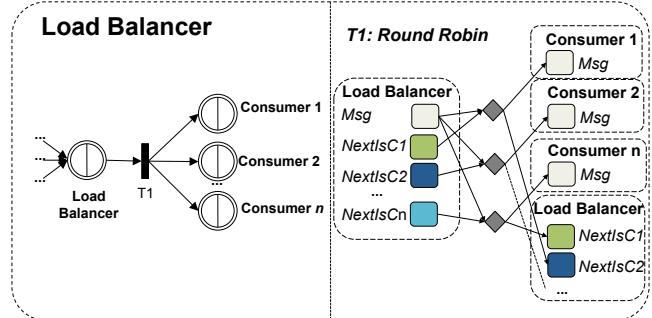 Load Balancer
...
...
...
Load
Balancer
T1
Consumer 1
Consumer 2
...
Consumer n
T1: Round Robin
Load Balancer
Msg
NextIsC1
NextIsC2
...
NextIsCn
Consumer 1
Msg
Consumer 2
Msg
Consumer n
Msg
Load Balancer
NextIsC1
NextIsC2
...